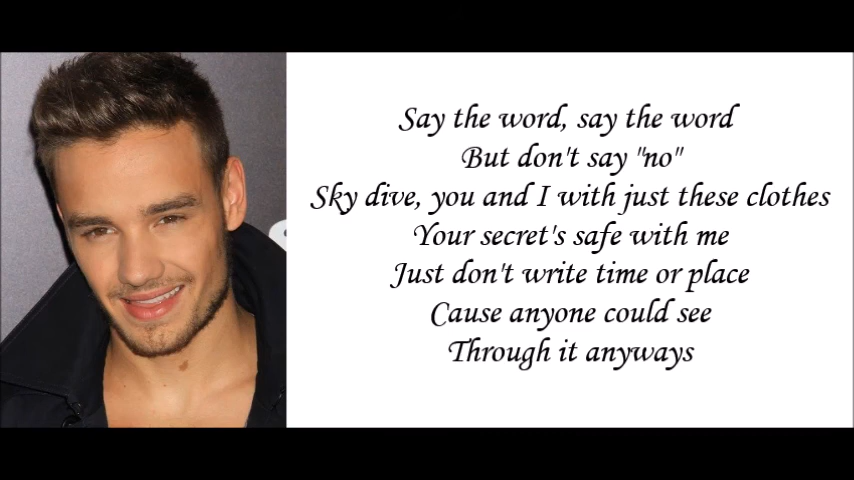 Say the word, say the word
But don't say "no"
Sky dive, you and I with just these clothes
Your secret's safe with me
Just don't write time or place
Cause anyone could see
Through it anyways